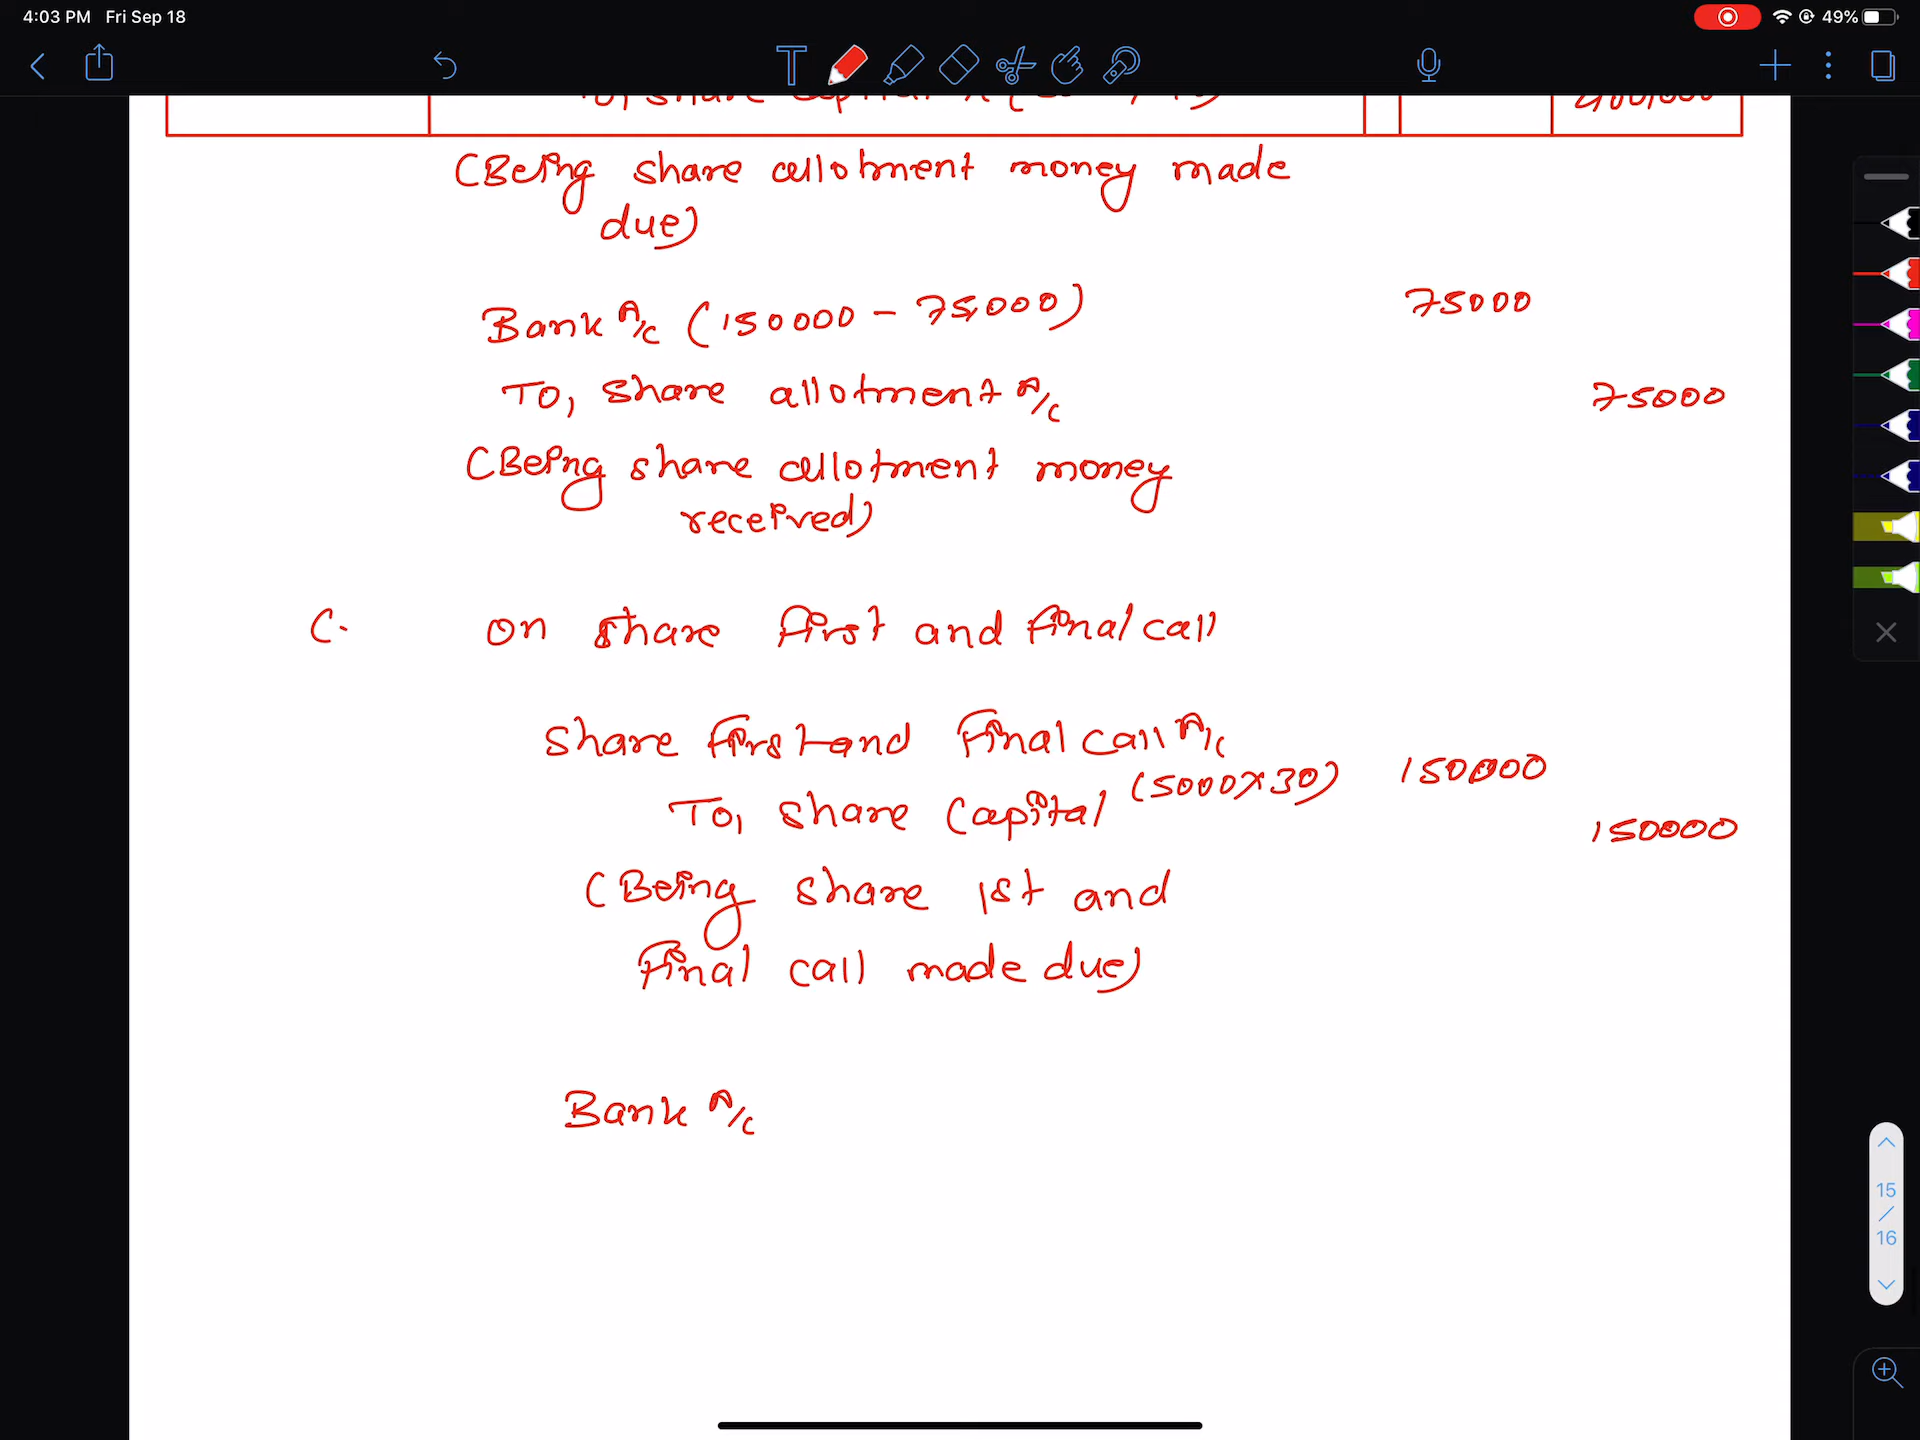 4:03 PM Fri Sep 18
49%
(Being share allotment money made
due)
Bank A/c (150000 - 75,000) 75000
To, share allotment A/c 75000
(Being share allotment money
received)
C. on share first and final call
share first and Final call A/c
(5000x30) 150000
To, share capital 150000
(Being share 1st and
Final call made due)
Bank A/c
15
/
16